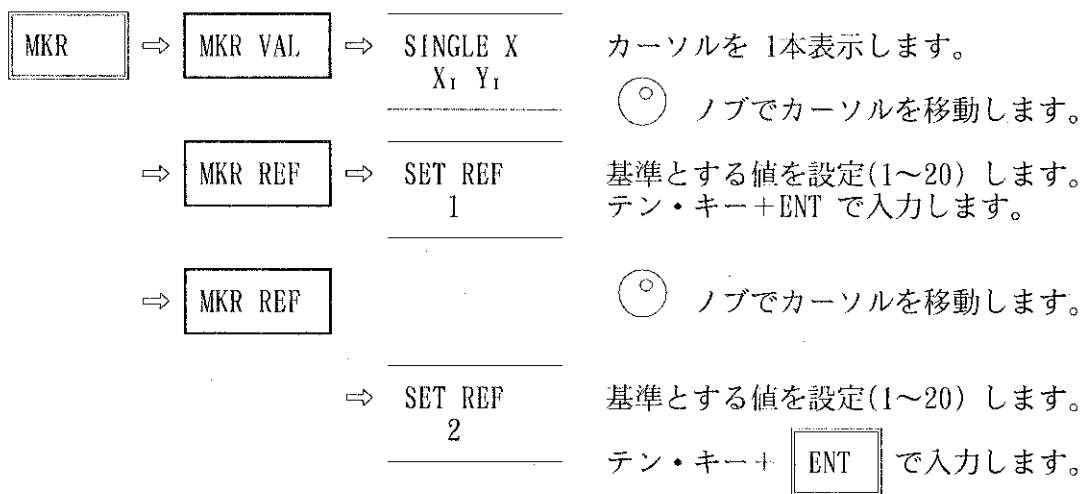 MKR ⇨ MKR VAL ⇨ SINGLE X カーソルを 1本表示します。
X₁ Y₁
ノブでカーソルを移動します。
⇨ MKR REF ⇨ SET REF 基準とする値を設定(1～20) します。
1 テン・キー＋ENT で入力します。
⇨ MKR REF ノブでカーソルを移動します。
⇨ SET REF 基準とする値を設定(1～20) します。
2
テン・キー＋ ENT で入力します。